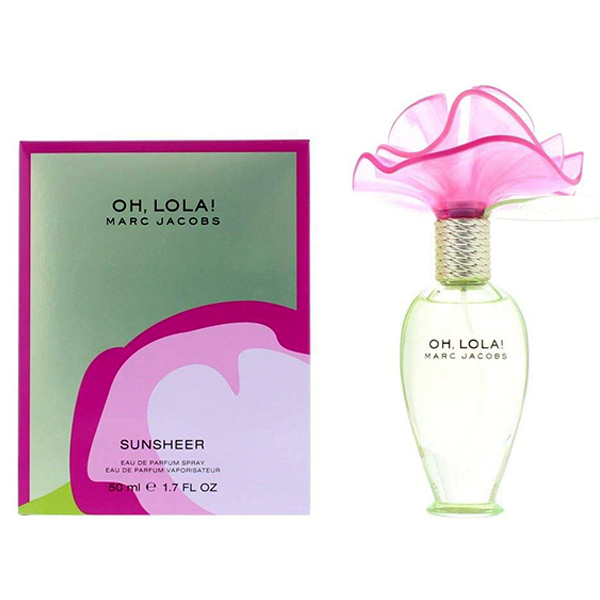 OH, LOLA!
MARC JACOBS
SUNSHEER
EAU DE PARFUM SPRAY
EAU DE PARFUM VAPORISATEUR
50 ml ℮ 1.7 FL OZ
OH, LOLA!
MARC JACOBS